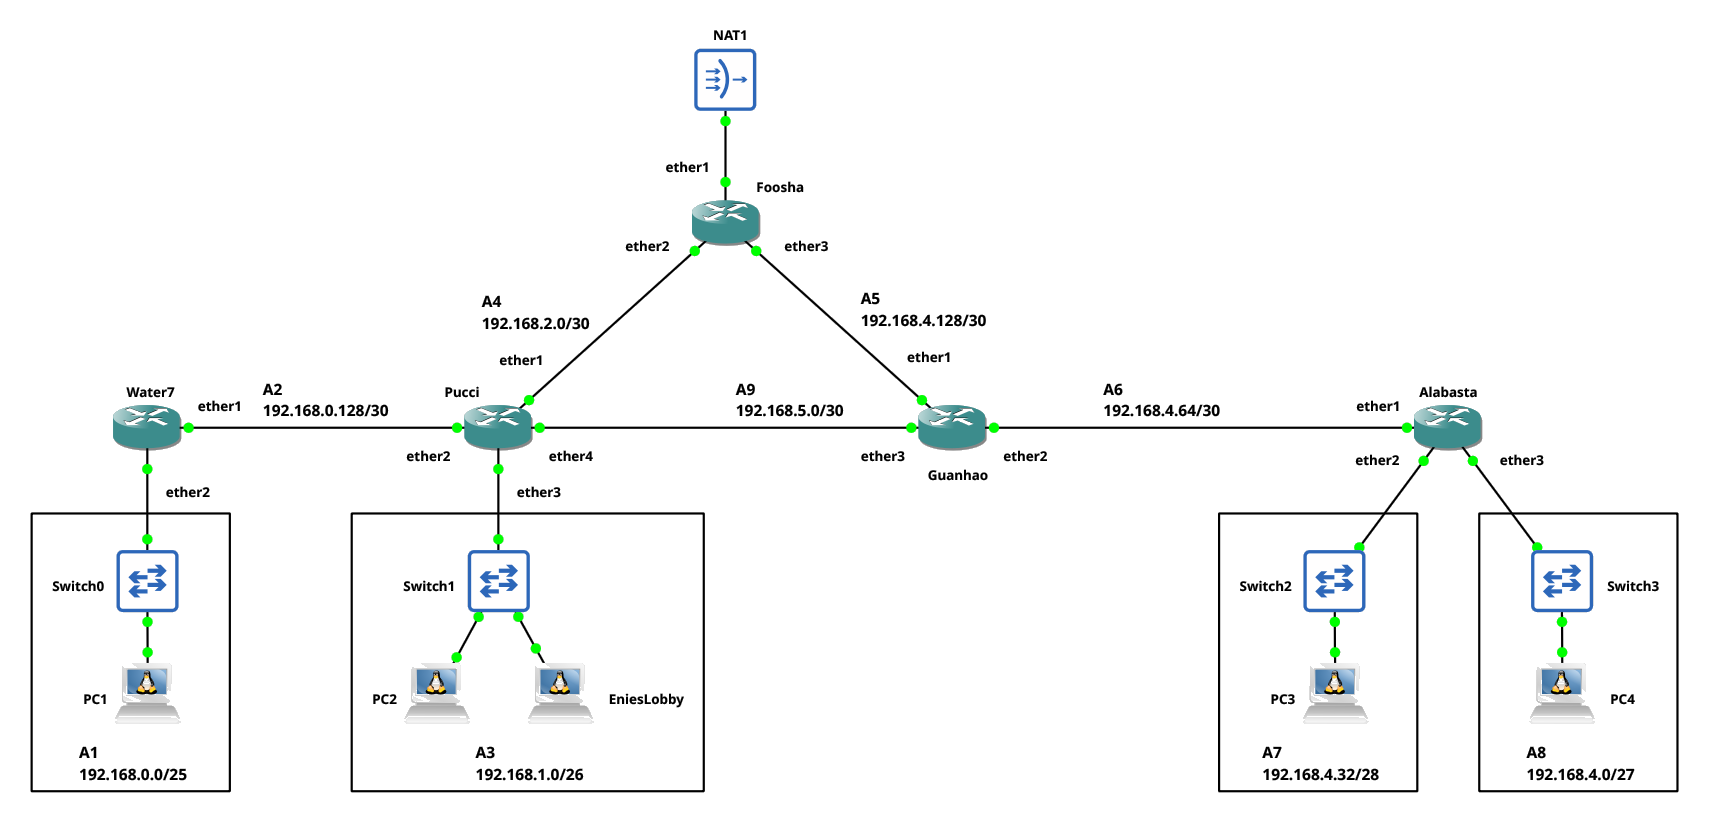 NAT1
ether1
Foosha
ether2
ether3
A4
192.168.2.0/30
A5
192.168.4.128/30
ether1
ether1
Water7
ether1
A2
192.168.0.128/30
Pucci
A9
192.168.5.0/30
A6
192.168.4.64/30
Alabasta
ether1
ether2
ether4
ether3
Guanhao
ether2
ether2
ether3
ether2
ether3
Switch0
Switch1
Switch2
Switch3
PC1
PC2
EniesLobby
PC3
PC4
A1
192.168.0.0/25
A3
192.168.1.0/26
A7
192.168.4.32/28
A8
192.168.4.0/27